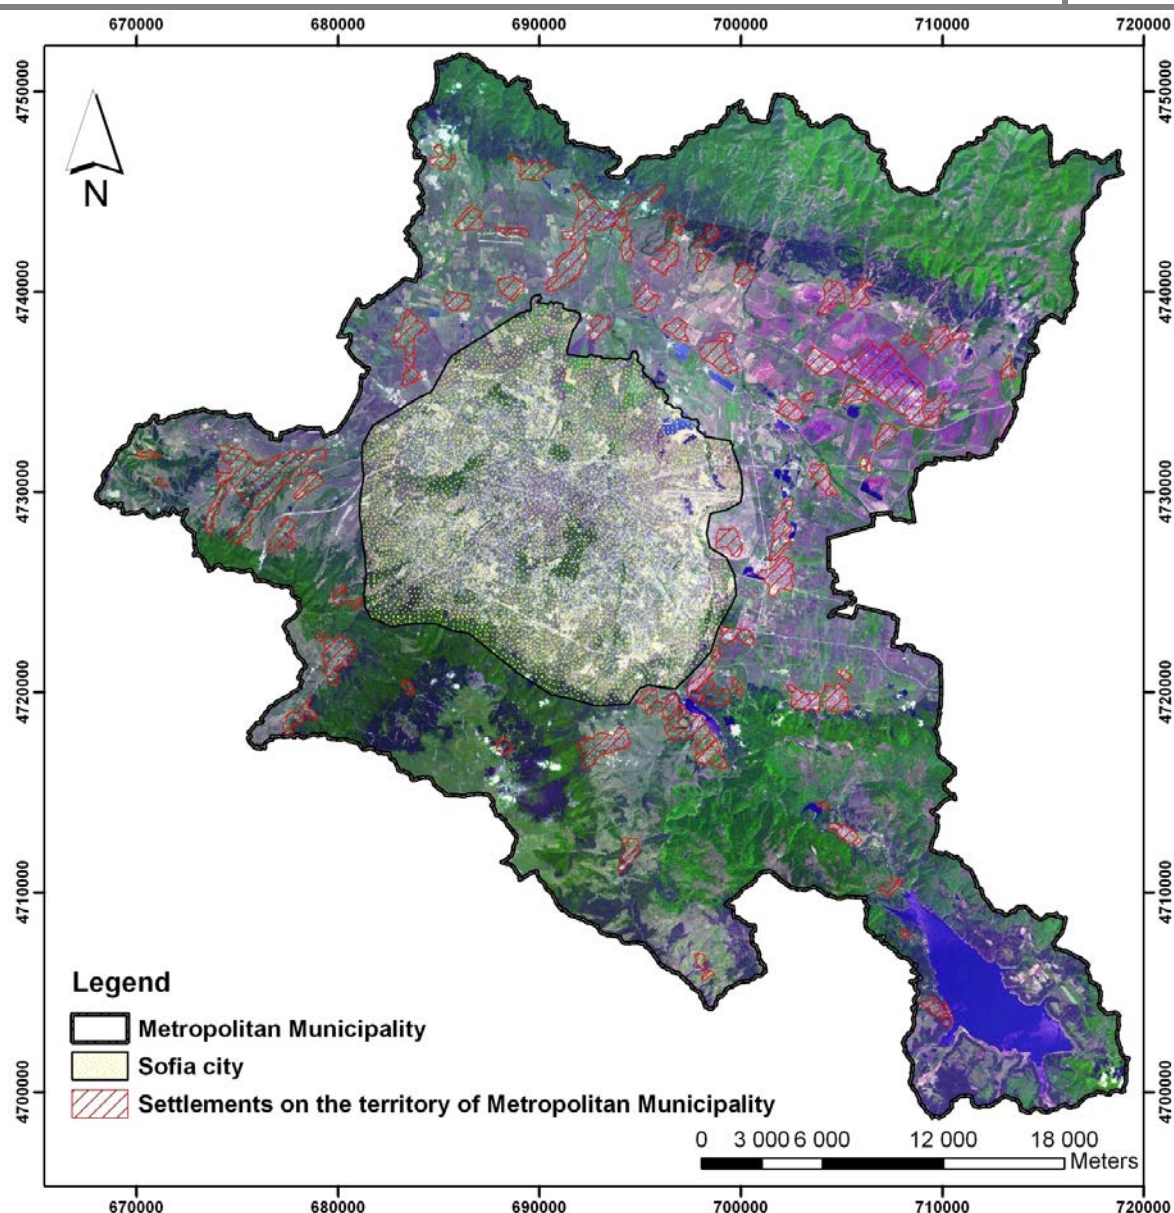 670000 680000 690000 700000 710000 720000
4750000 4750000
N
4740000 4740000
4730000 4730000
4720000 4720000
4710000 4710000
Legend
Metropolitan Municipality
Sofia city
4700000 4700000
Settlements on the territory of Metropolitan Municipality
0 3 000 6 000 12 000 18 000
Meters
670000 680000 690000 700000 710000 720000